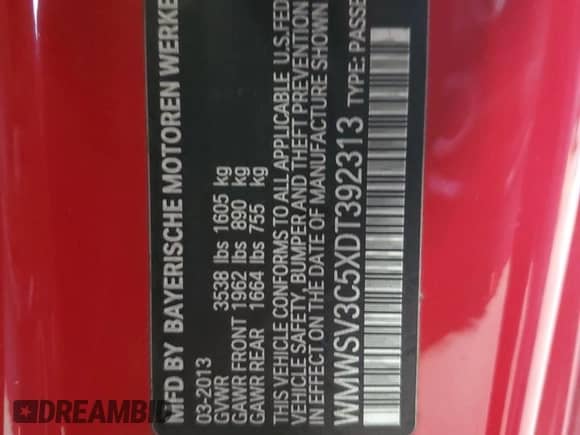 MFD BY BAYERISCHE MOTOREN WERKE
03-2013
GVWR 3538 lbs 1605 kg
GAWR FRONT 1962 lbs 890 kg
GAWR REAR 1664 lbs 755 kg
THIS VEHICLE CONFORMS TO ALL APPLICABLE U.S. FED
VEHICLE SAFETY, BUMPER AND THEFT PREVENTION
IN EFFECT ON THE DATE OF MANUFACTURE SHOWN
WMWSV3C5XDT392313 TYPE: PASSE
DREAMBID